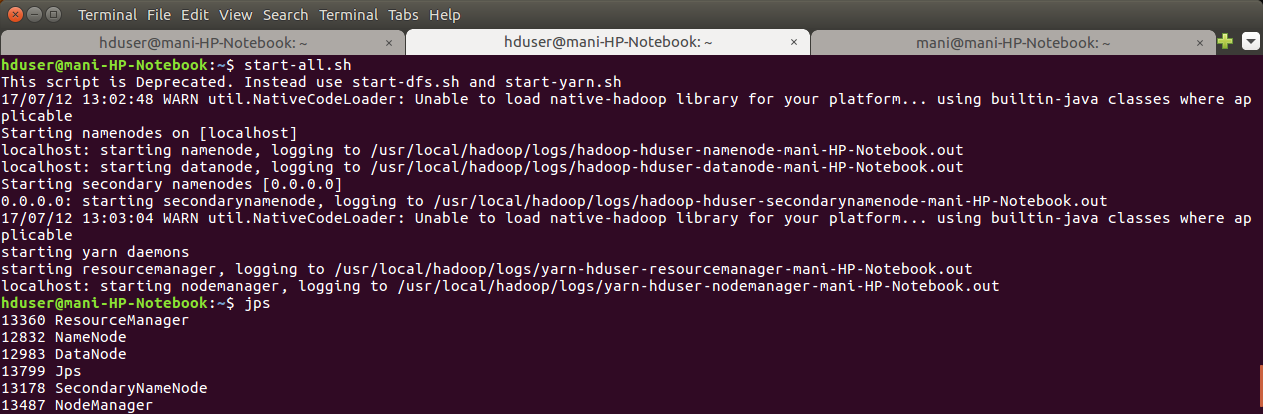 Terminal File Edit View Search Terminal Tabs Help
hduser@mani-HP-Notebook: ~ × hduser@mani-HP-Notebook: ~ × mani@mani-HP-Notebook: ~ ×
hduser@mani-HP-Notebook:~$ start-all.sh
This script is Deprecated. Instead use start-dfs.sh and start-yarn.sh
17/07/12 13:02:48 WARN util.NativeCodeLoader: Unable to load native-hadoop library for your platform... using builtin-java classes where ap
plicable
Starting namenodes on [localhost]
localhost: starting namenode, logging to /usr/local/hadoop/logs/hadoop-hduser-namenode-mani-HP-Notebook.out
localhost: starting datanode, logging to /usr/local/hadoop/logs/hadoop-hduser-datanode-mani-HP-Notebook.out
Starting secondary namenodes [0.0.0.0]
0.0.0.0: starting secondarynamenode, logging to /usr/local/hadoop/logs/hadoop-hduser-secondarynamenode-mani-HP-Notebook.out
17/07/12 13:03:04 WARN util.NativeCodeLoader: Unable to load native-hadoop library for your platform... using builtin-java classes where ap
plicable
starting yarn daemons
starting resourcemanager, logging to /usr/local/hadoop/logs/yarn-hduser-resourcemanager-mani-HP-Notebook.out
localhost: starting nodemanager, logging to /usr/local/hadoop/logs/yarn-hduser-nodemanager-mani-HP-Notebook.out
hduser@mani-HP-Notebook:~$ jps
13360 ResourceManager
12832 NameNode
12983 DataNode
13799 Jps
13178 SecondaryNameNode
13487 NodeManager